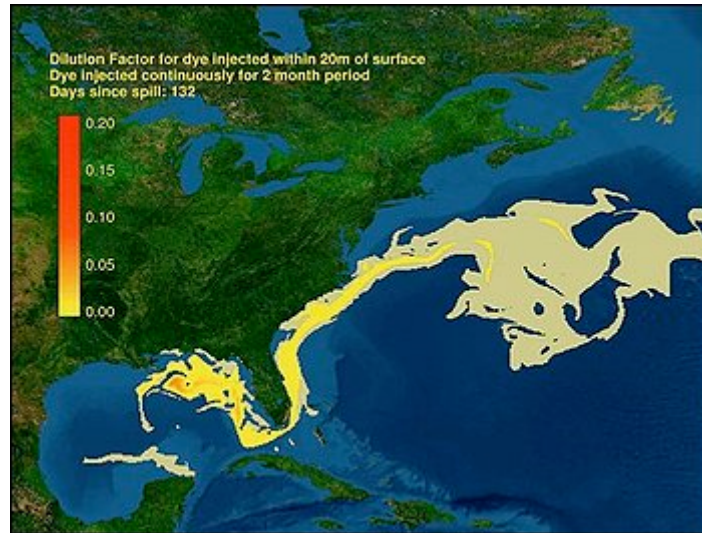 Dilution Factor for dye injected within 20m of surface
Dye injected continuously for 2 month period
Days since spill: 132
0.20
0.15
0.10
0.05
0.00